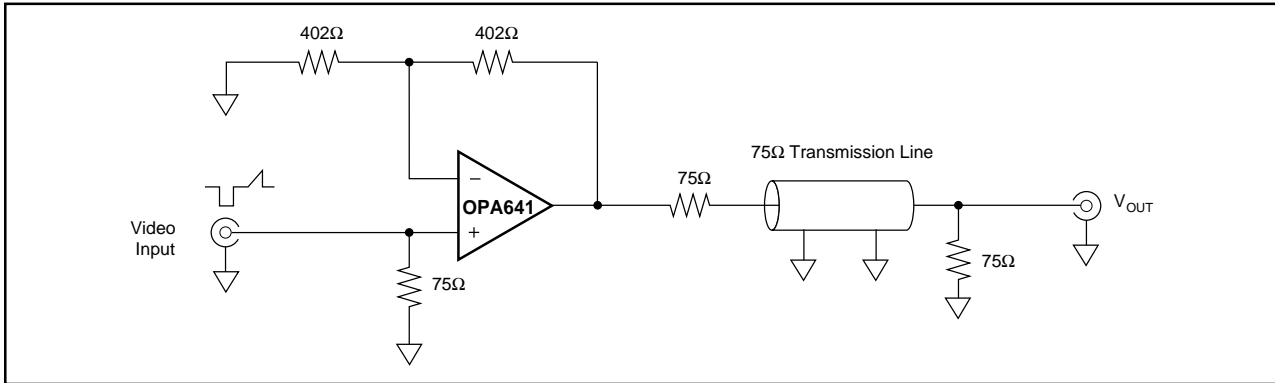 402Ω
402Ω
75Ω Transmission Line
75Ω
−
OPA641
+
V_OUT
Video
Input
75Ω
75Ω